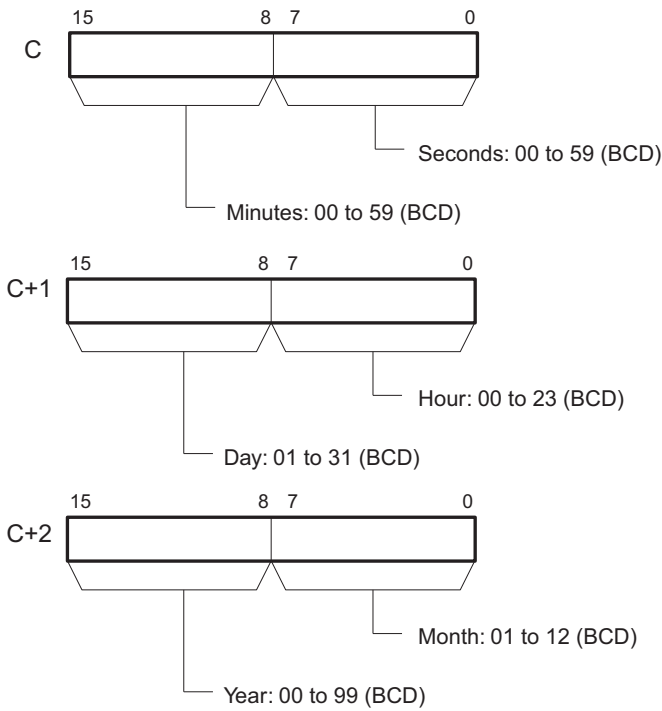 15 8 7 0
C
Seconds: 00 to 59 (BCD)
Minutes: 00 to 59 (BCD)
15 8 7 0
C+1
Hour: 00 to 23 (BCD)
Day: 01 to 31 (BCD)
15 8 7 0
C+2
Month: 01 to 12 (BCD)
Year: 00 to 99 (BCD)